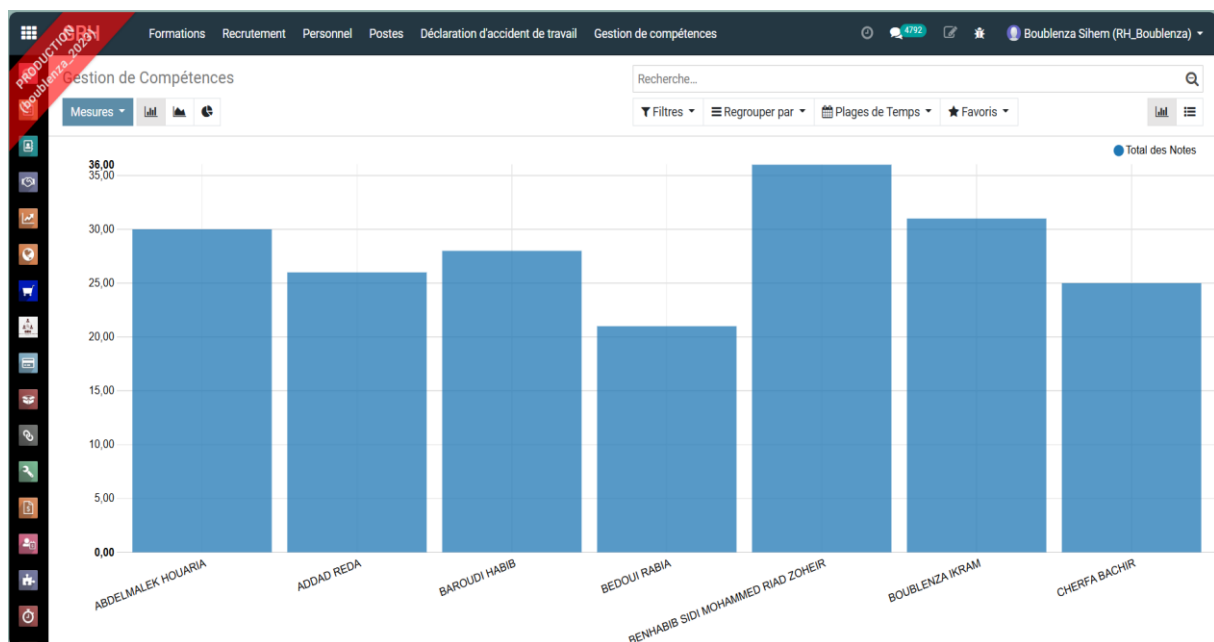 PRODUCTION
(boublenza_2023)
GRH
Formations Recrutement Personnel Postes Déclaration d'accident de travail Gestion de compétences
4792
Boublenza Sihem (RH_Boublenza)
Gestion de Compétences
Recherche...
Mesures
Filtres Regrouper par Plages de Temps Favoris
Total des Notes
36,00
35,00
30,00
25,00
20,00
15,00
10,00
5,00
0,00
ABDELMALEK HOUARIA
ADDAD REDA
BAROUDI HABIB
BEDOUI RABIA
BENHABIB SIDI MOHAMMED RIAD ZOHEIR
BOUBLENZA IKRAM
CHERFA BACHIR